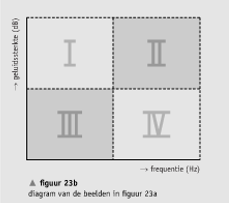 → geluidssterkte (dB)
I
II
III
IV
→ frequentie (Hz)
▲ figuur 23b
diagram van de beelden in figuur 23a